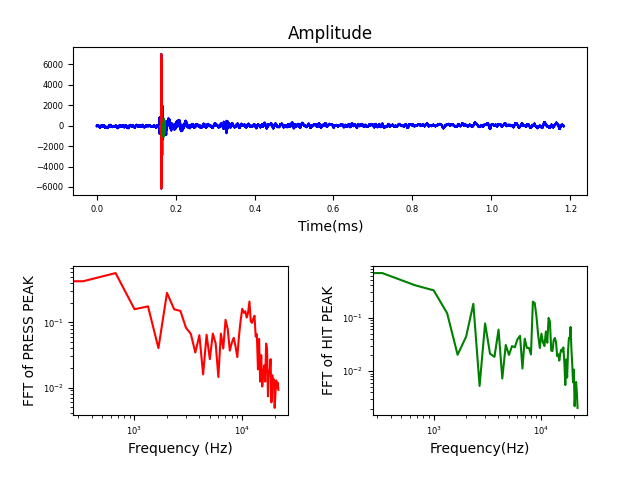 Amplitude
6000
4000
2000
0
−2000
−4000
−6000
0.0 0.2 0.4 0.6 0.8 1.0 1.2
Time(ms)
FFT of PRESS PEAK
10⁻¹
10⁻²
10³ 10⁴
Frequency (Hz)
FFT of HIT PEAK
10⁻¹
10⁻²
10³ 10⁴
Frequency(Hz)